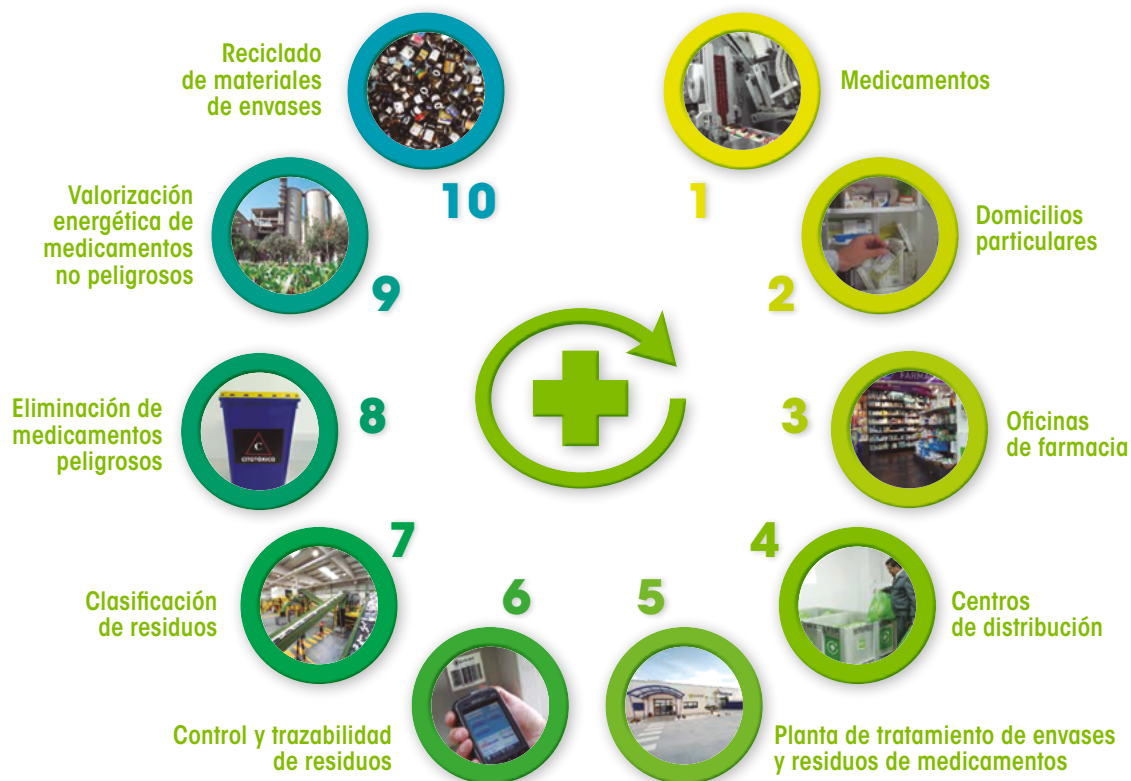 1
Medicamentos
2
Domicilios
particulares
3
FARMA
Oficinas
de farmacia
4
Centros
de distribución
5
Planta de tratamiento de envases
y residuos de medicamentos
6
Control y trazabilidad
de residuos
7
Clasificación
de residuos
8
C
CITOTÓXICO
Eliminación de
medicamentos
peligrosos
9
Valorización
energética de
medicamentos
no peligrosos
10
Reciclado
de materiales
de envases